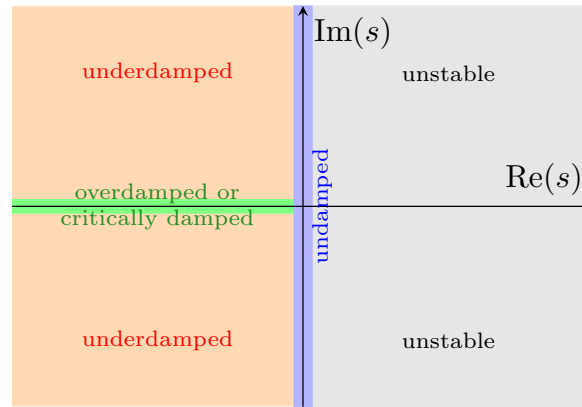 Im(s)
underdamped
unstable
undamped
Re(s)
overdamped or
critically damped
underdamped
unstable